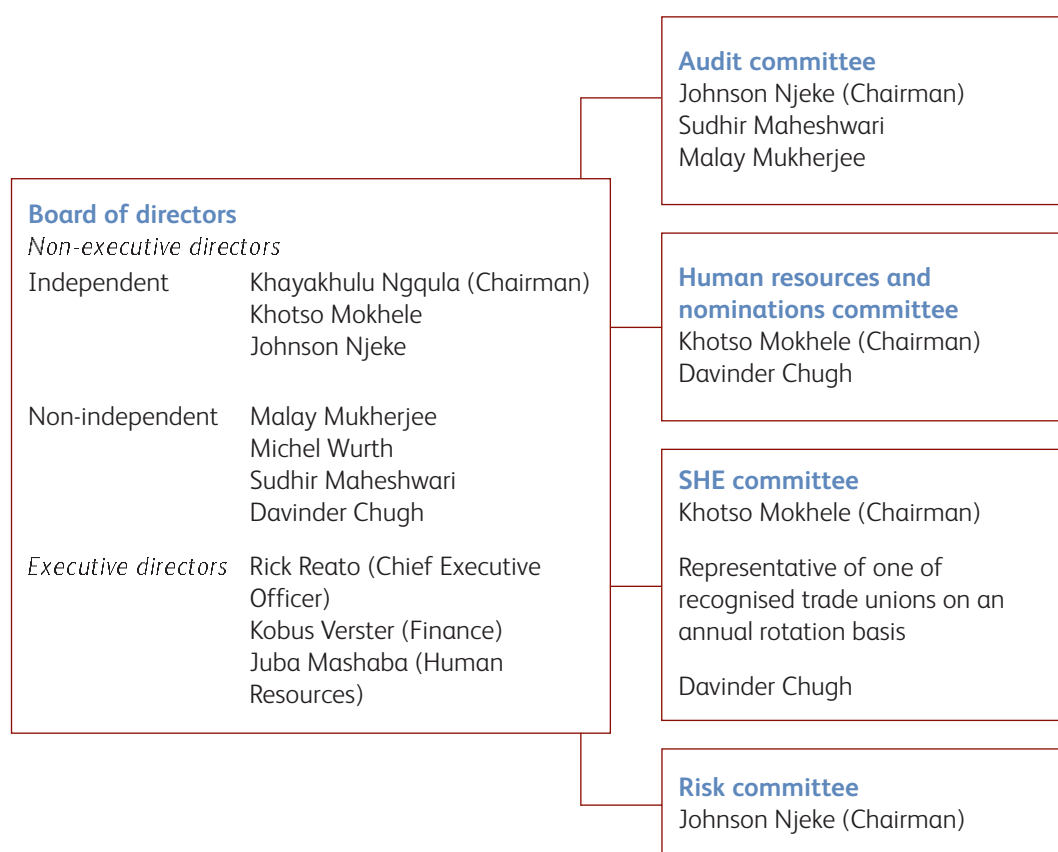 Board of directors
Non-executive directors
Independent Khayakhulu Ngqula (Chairman)
Khotso Mokhele
Johnson Njeke
Non-independent Malay Mukherjee
Michel Wurth
Sudhir Maheshwari
Davinder Chugh
Executive directors Rick Reato (Chief Executive
Officer)
Kobus Verster (Finance)
Juba Mashaba (Human
Resources)
Audit committee
Johnson Njeke (Chairman)
Sudhir Maheshwari
Malay Mukherjee
Human resources and
nominations committee
Khotso Mokhele (Chairman)
Davinder Chugh
SHE committee
Khotso Mokhele (Chairman)
Representative of one of
recognised trade unions on an
annual rotation basis
Davinder Chugh
Risk committee
Johnson Njeke (Chairman)